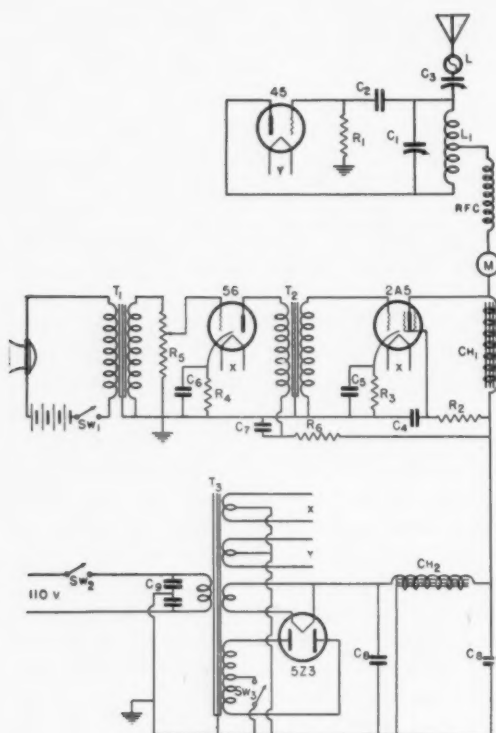 L
C3
45
C2
C1
L1
R1
Y
RFC
M
T1
56
T2
2A5
R5
CH1
C6
R4
X
C5
R3
X
SW1
C7
R6
C4
R2
T3
X
Y
SW2
C9
110 V
CH2
C8
C8
5Z3
SW3